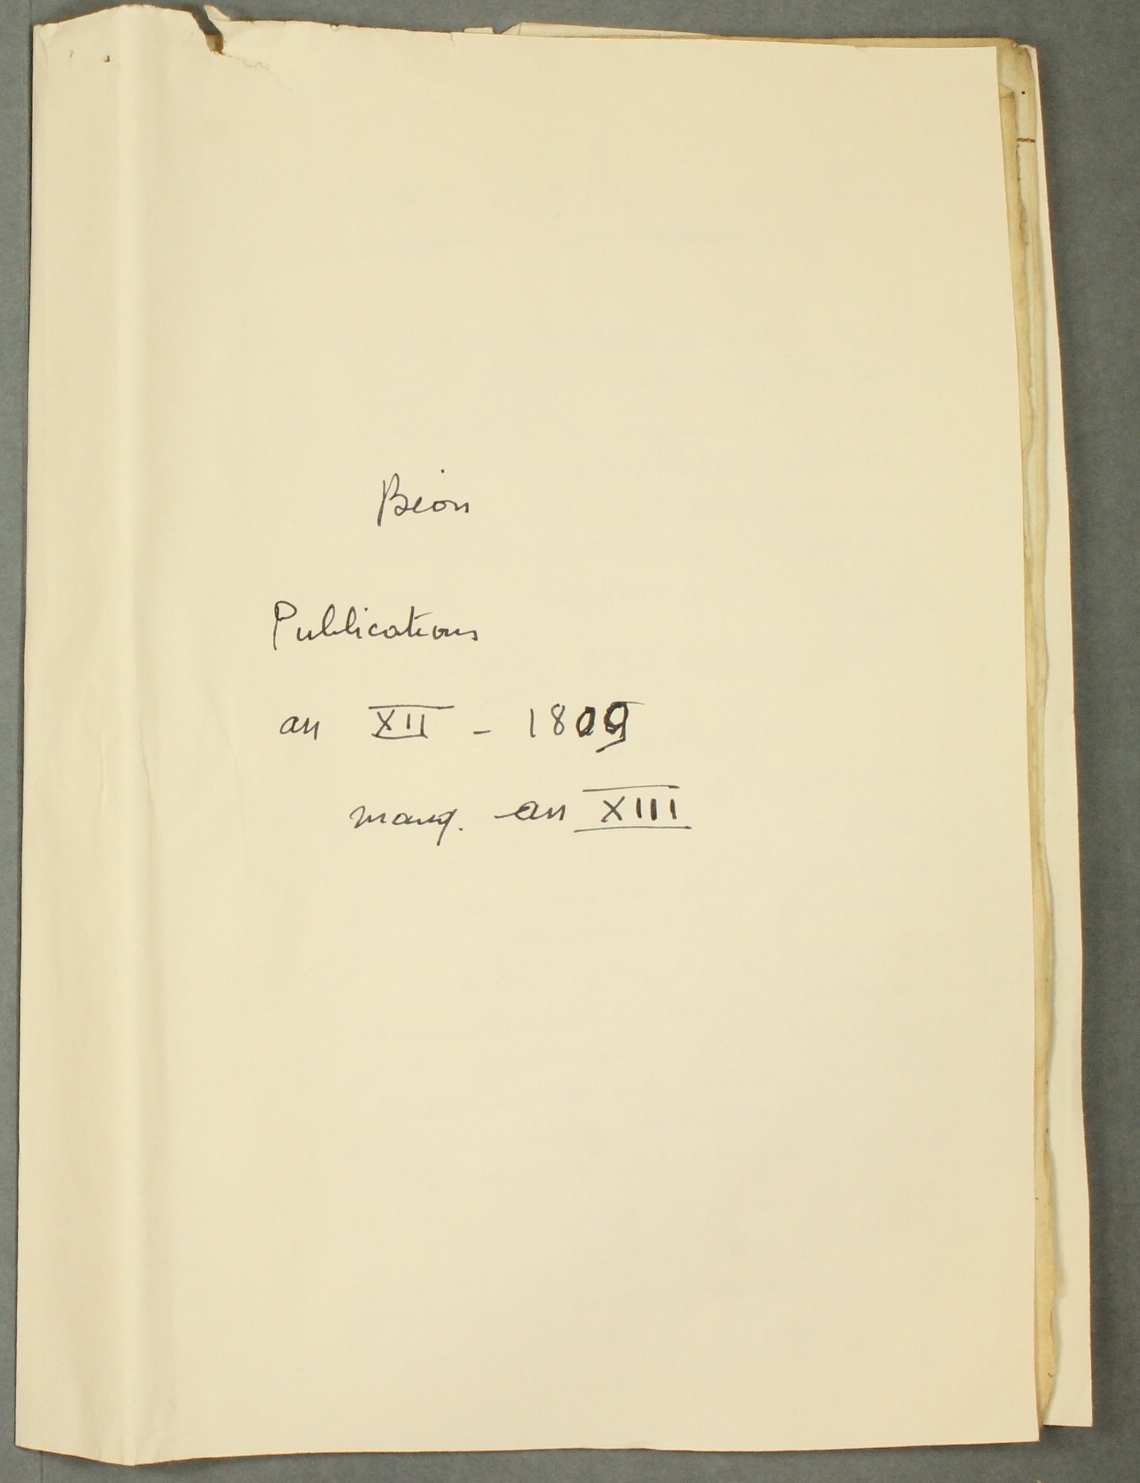 Béon
Publications
an XII - 1809
manq. an XIII